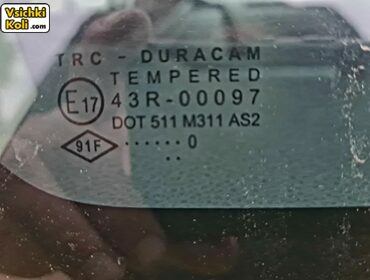 Vsichki
Koli.com
TRC - DURACAM
TEMPERED
E17 43R-00097
DOT 511 M311 AS2
91F ......0
..